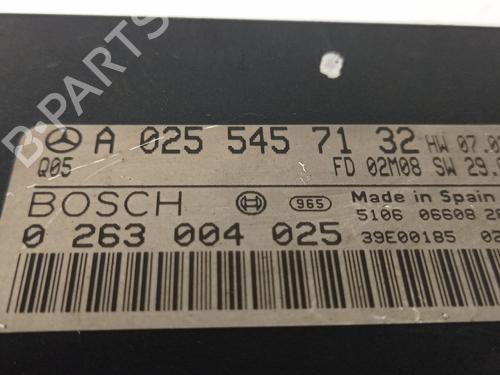 A 025 545 71 32 HW 07.0
Q05 FD 02M08 SW 29.
BOSCH 965 Made in Spain
5106 06608 2
0 263 004 025 39E00185 02
B-PARTS